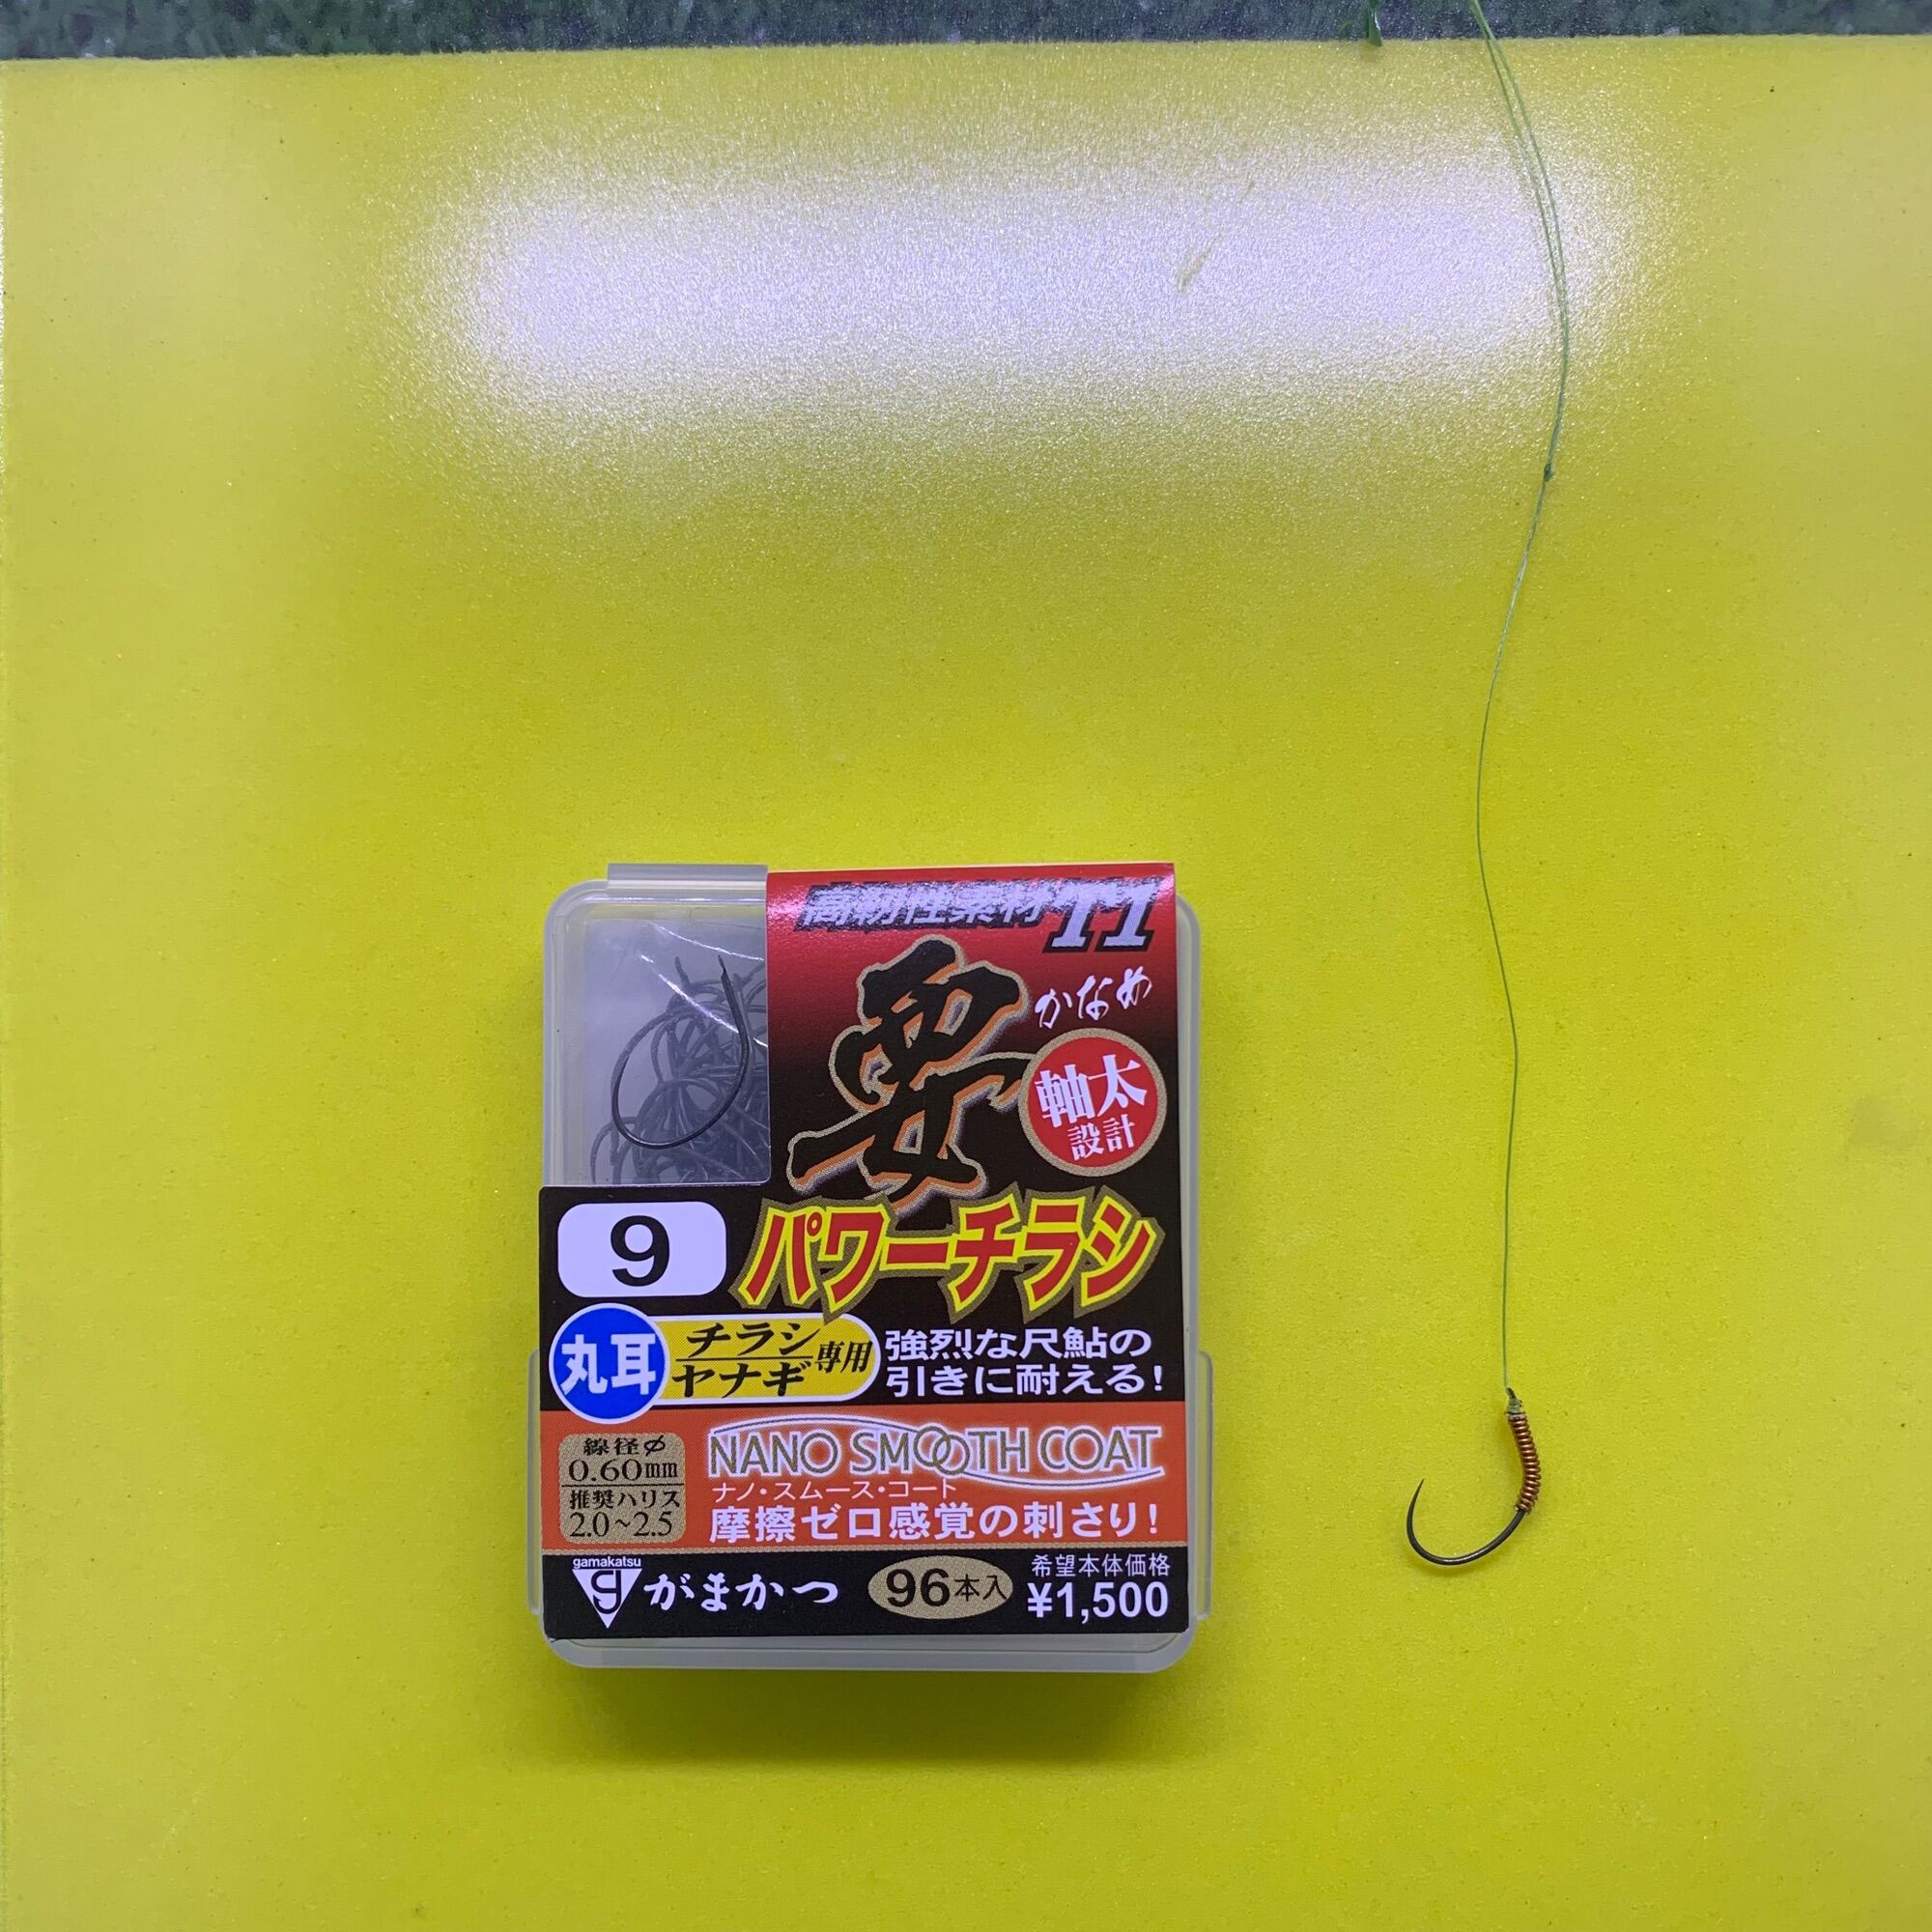 高靭性素材 T1
要
かなめ
軸太
設計
9
パワーチラシ
丸耳
チラシ
ヤナギ
専用
強烈な尺鮎の
引きに耐える!
線径φ
0.60mm
推奨ハリス
2.0~2.5
NANO SMOOTH COAT
ナノ・スムース・コート
摩擦ゼロ感覚の刺さり!
gamakatsu
がまかつ
96本入
希望本体価格
¥1,500